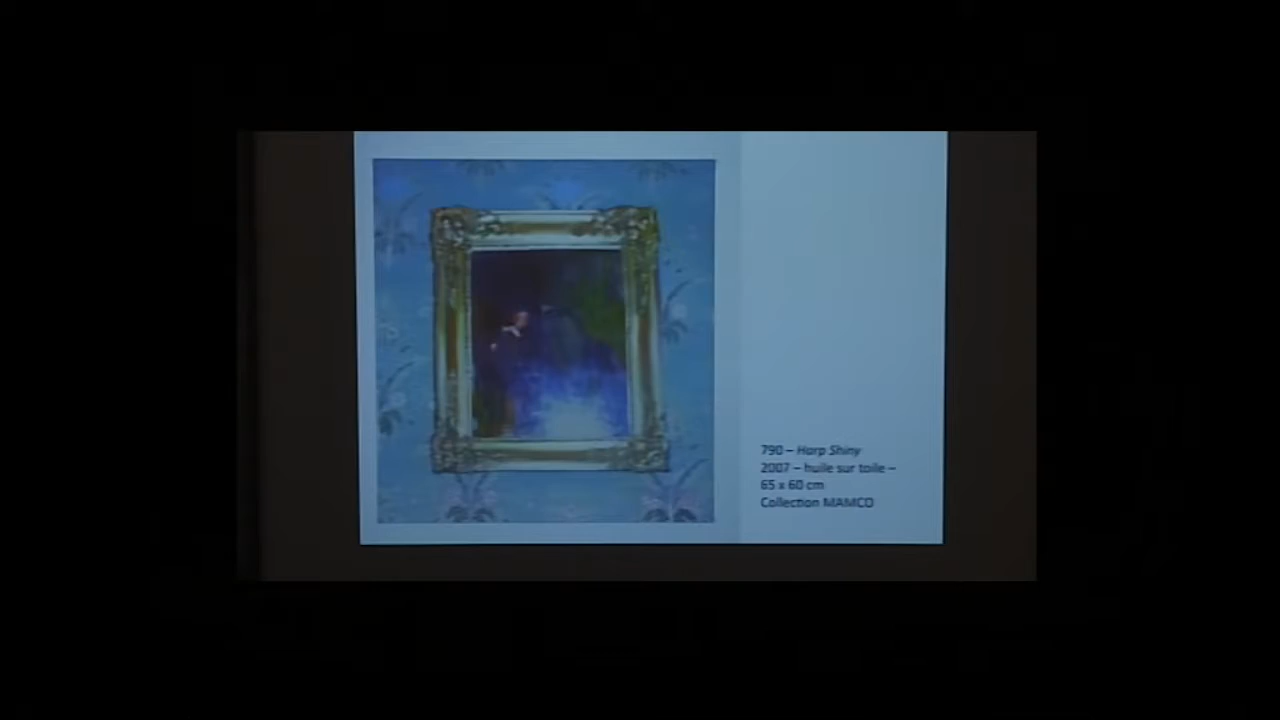 790 – Harp Shiny
2007 – huile sur toile –
65 x 60 cm
Collection MAMCO